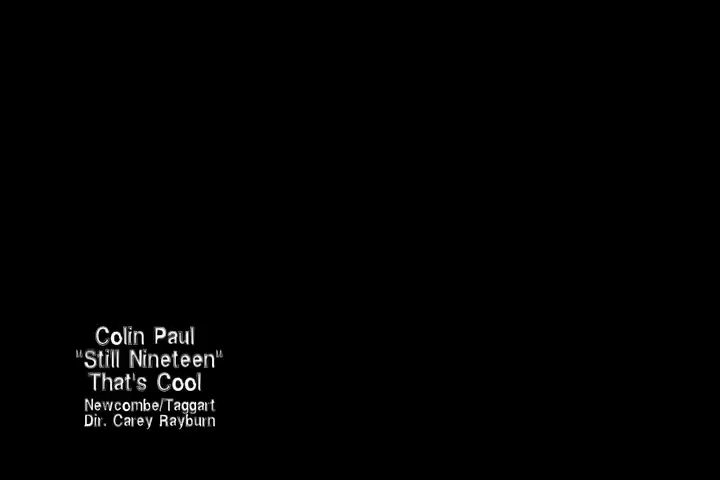 Colin Paul
"Still Nineteen"
That's Cool
Newcombe/Taggart
Dir. Carey Rayburn